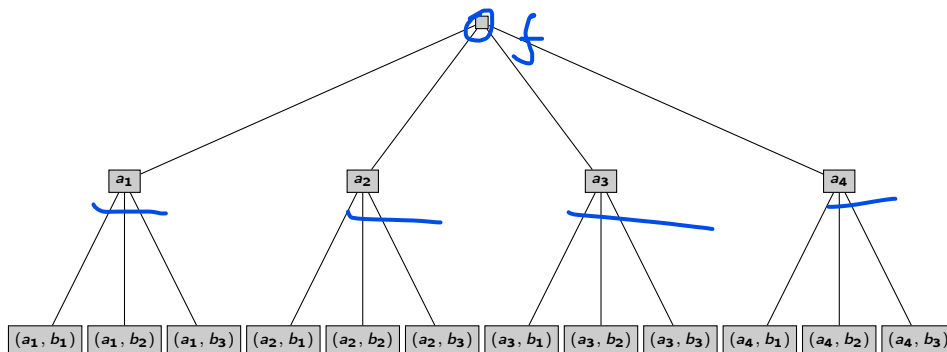 f
a₁ a₂ a₃ a₄
(a₁, b₁) (a₁, b₂) (a₁, b₃) (a₂, b₁) (a₂, b₂) (a₂, b₃) (a₃, b₁) (a₃, b₂) (a₃, b₃) (a₄, b₁) (a₄, b₂) (a₄, b₃)